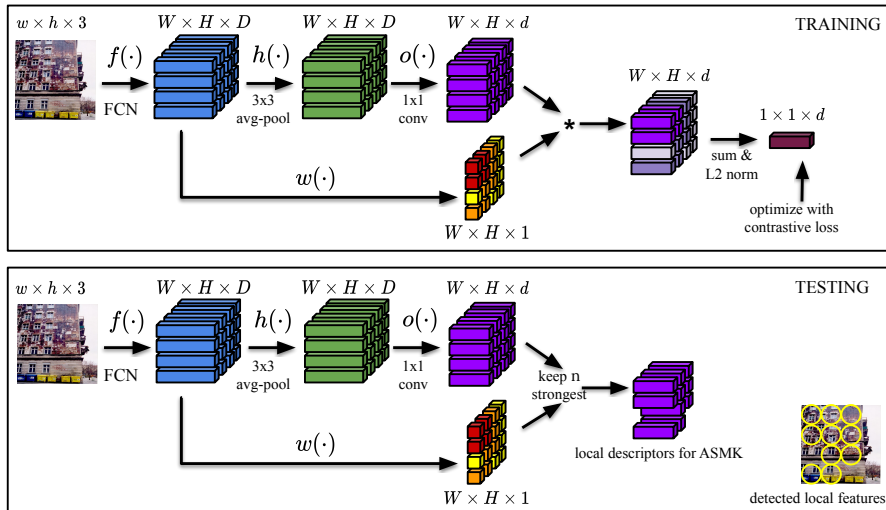 w × h × 3
W × H × D
W × H × d
TRAINING
f(·)
h(·)
o(·)
FCN
3x3
avg-pool
1x1
conv
W × H × d
*
1 × 1 × d
w(·)
sum &
L2 norm
W × H × 1
optimize with
contrastive loss
w × h × 3
W × H × D
W × H × D
W × H × d
TESTING
f(·)
h(·)
o(·)
FCN
3x3
avg-pool
1x1
conv
keep n
strongest
w(·)
local descriptors for ASMK
W × H × 1
detected local features